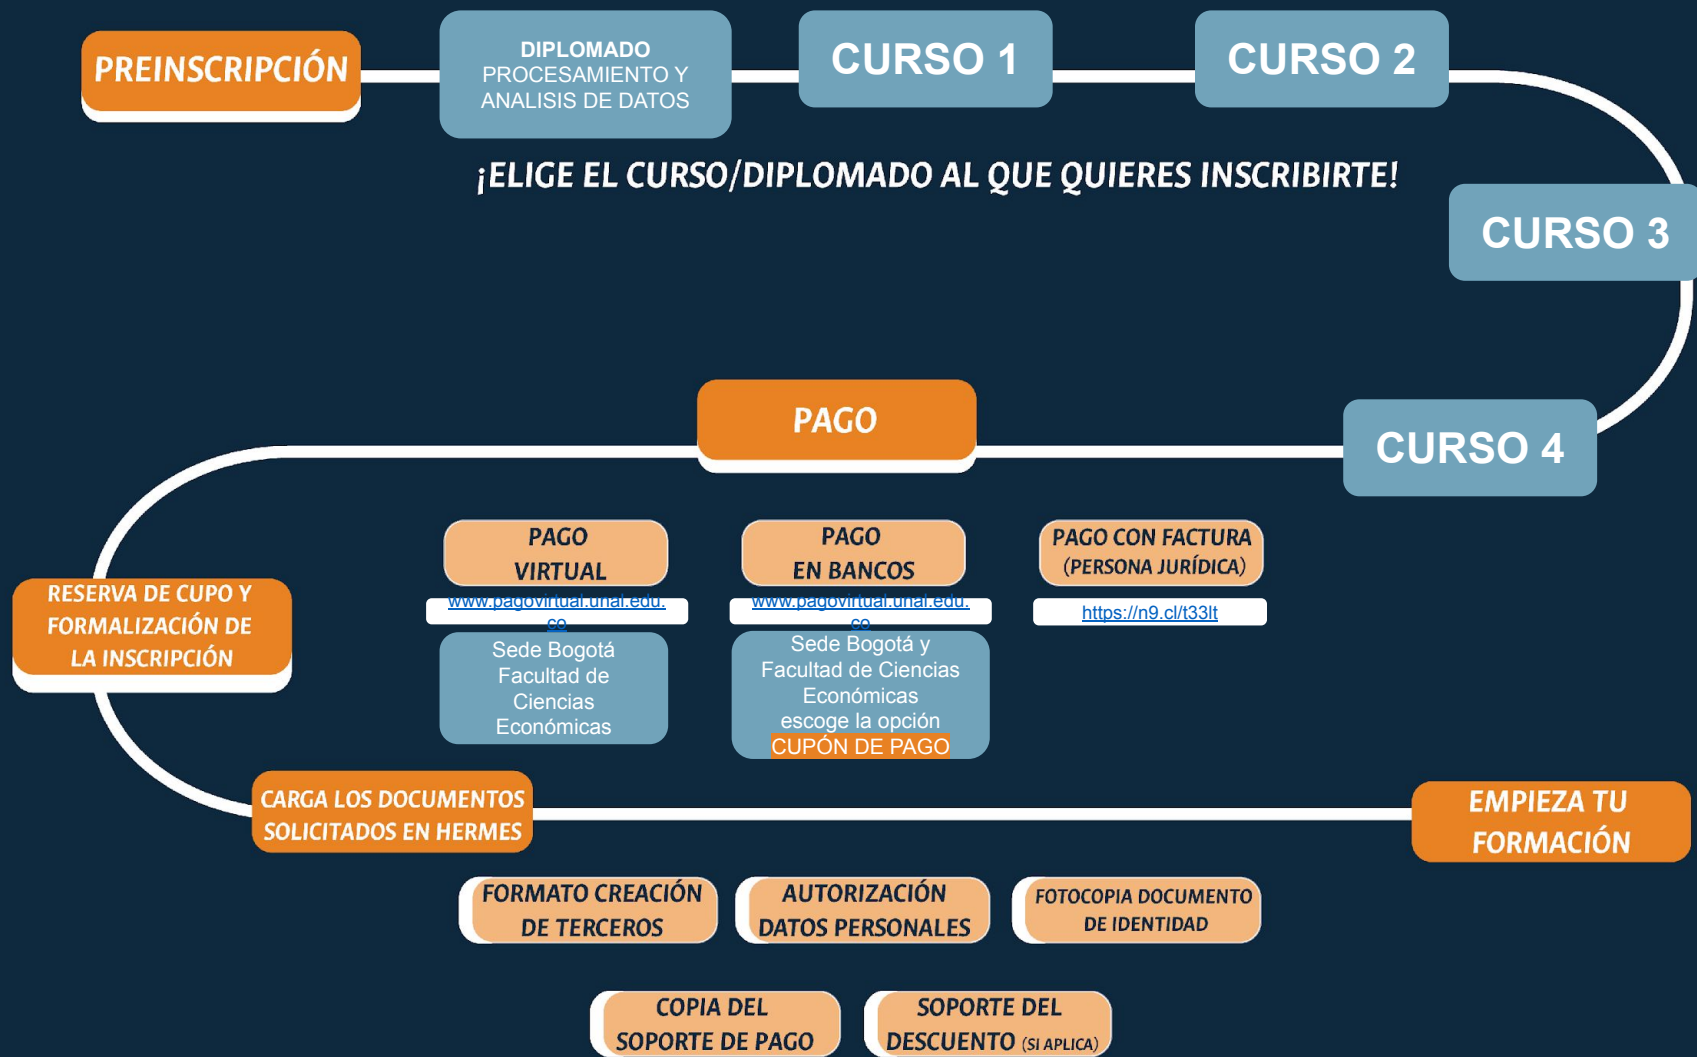 PREINSCRIPCIÓN
DIPLOMADO
PROCESAMIENTO Y
ANALISIS DE DATOS
CURSO 1
CURSO 2
¡ELIGE EL CURSO/DIPLOMADO AL QUE QUIERES INSCRIBIRTE!
CURSO 3
CURSO 4
PAGO
PAGO
VIRTUAL
www.pagovirtual.unal.edu.
co
Sede Bogotá
Facultad de
Ciencias
Económicas
PAGO
EN BANCOS
www.pagovirtual.unal.edu.
co
Sede Bogotá y
Facultad de Ciencias
Económicas
escoge la opción
CUPÓN DE PAGO
PAGO CON FACTURA
(PERSONA JURÍDICA)
https://n9.cl/t33lt
RESERVA DE CUPO Y
FORMALIZACIÓN DE
LA INSCRIPCIÓN
CARGA LOS DOCUMENTOS
SOLICITADOS EN HERMES
EMPIEZA TU
FORMACIÓN
FORMATO CREACIÓN
DE TERCEROS
AUTORIZACIÓN
DATOS PERSONALES
FOTOCOPIA DOCUMENTO
DE IDENTIDAD
COPIA DEL
SOPORTE DE PAGO
SOPORTE DEL
DESCUENTO (SI APLICA)